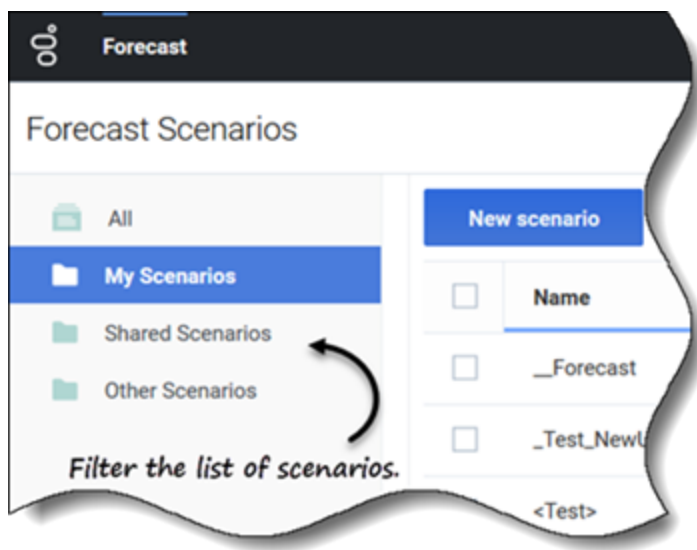 Forecast
Forecast Scenarios
All
My Scenarios
Shared Scenarios
Other Scenarios
Filter the list of scenarios.
New scenario
Name
__Forecast
_Test_New
<Test>